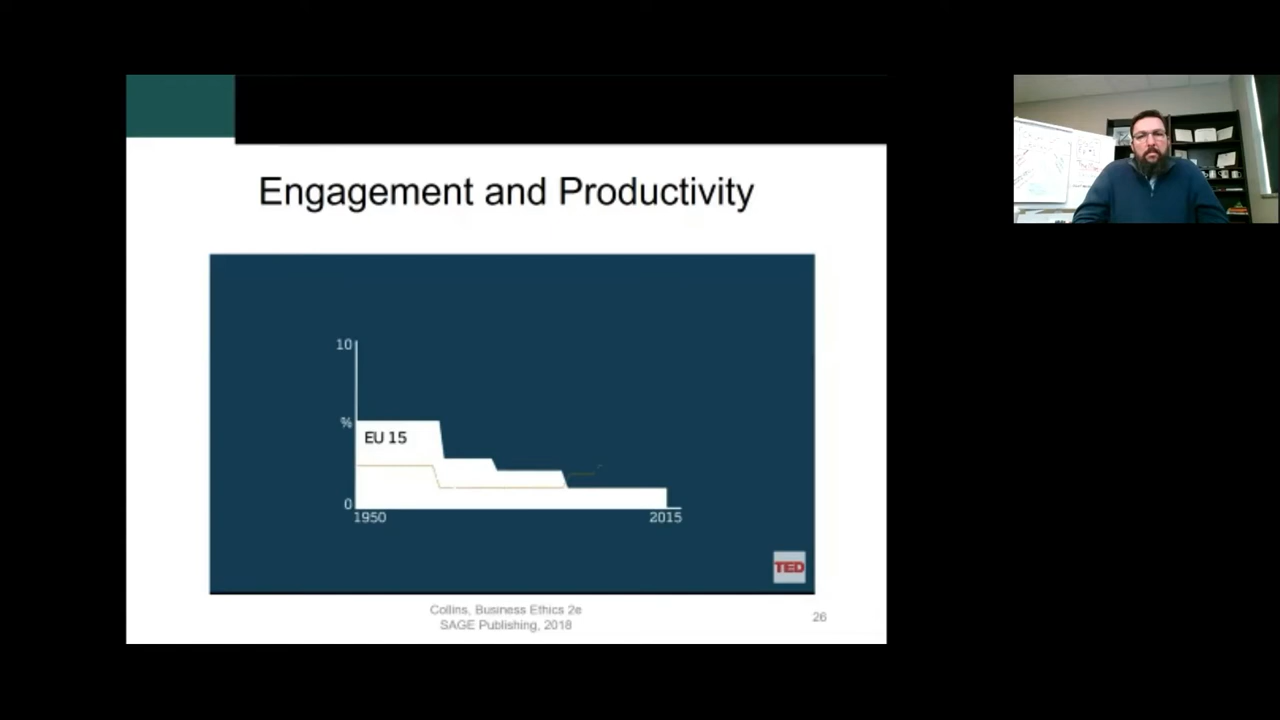 Engagement and Productivity
10
%
EU 15
0
1950
2015
TED
Collins, Business Ethics 2e
SAGE Publishing, 2018
26